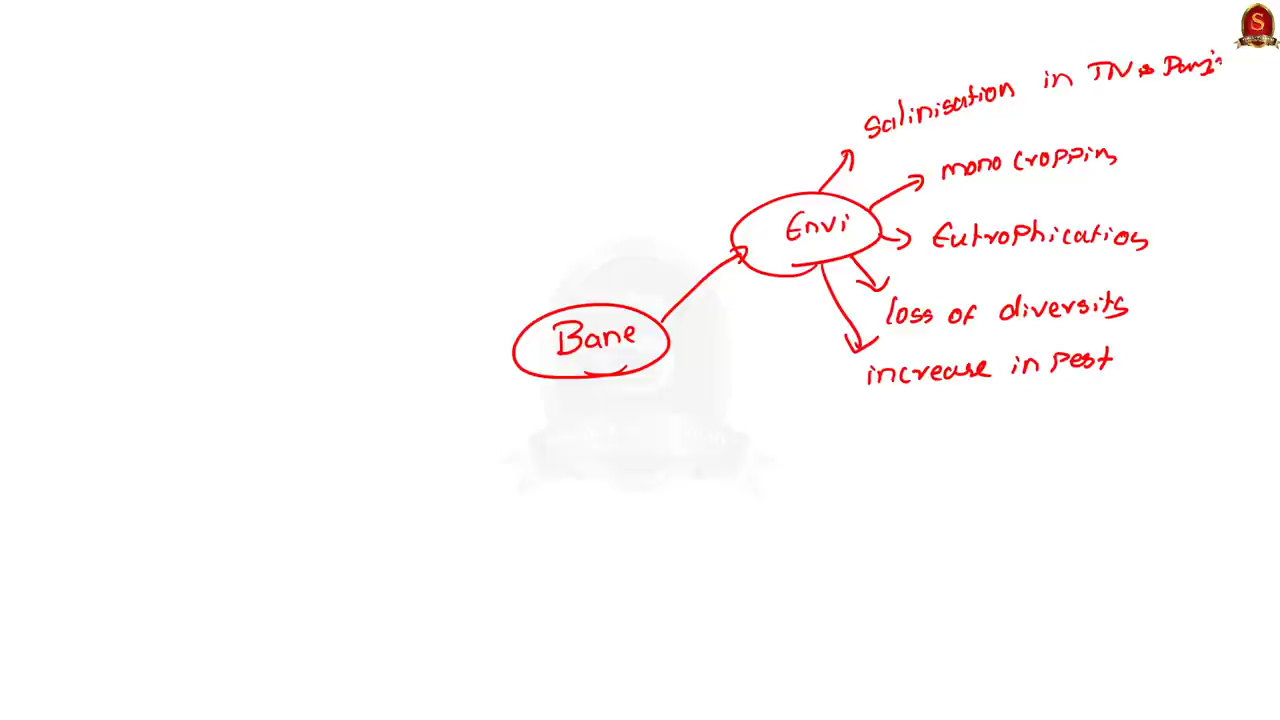 salinisation in TN &
mono cropping
Envi
Eutrophication
Bane
loss of diversity
increase in pest